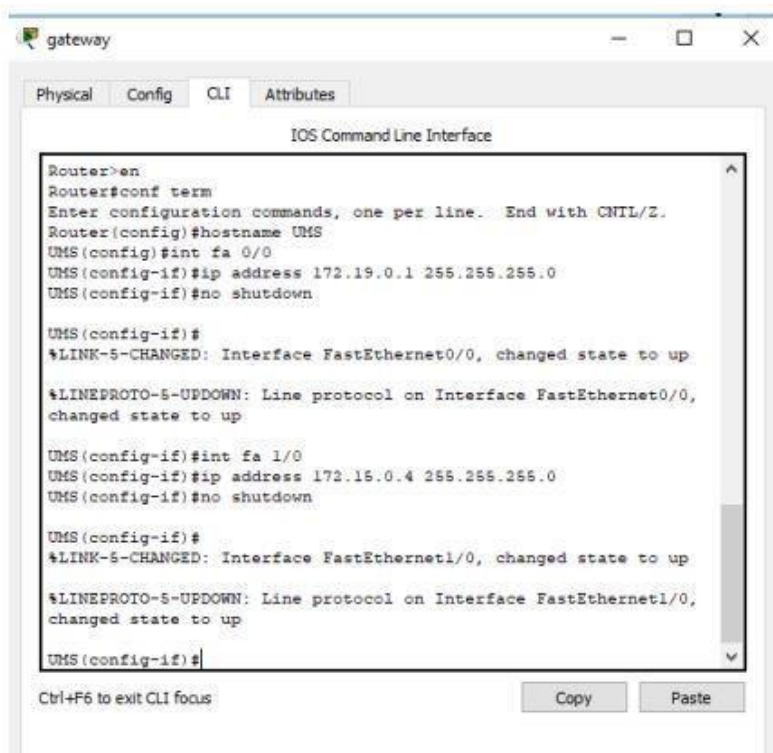 gateway
Physical Config CLI Attributes
IOS Command Line Interface
Router>en
Router#conf term
Enter configuration commands, one per line. End with CNTL/Z.
Router(config)#hostname UMS
UMS(config)#int fa 0/0
UMS(config-if)#ip address 172.19.0.1 255.255.255.0
UMS(config-if)#no shutdown
UMS(config-if)#
%LINK-5-CHANGED: Interface FastEthernet0/0, changed state to up
%LINEPROTO-5-UPDOWN: Line protocol on Interface FastEthernet0/0,
changed state to up
UMS(config-if)#int fa 1/0
UMS(config-if)#ip address 172.15.0.4 255.255.255.0
UMS(config-if)#no shutdown
UMS(config-if)#
%LINK-5-CHANGED: Interface FastEthernet1/0, changed state to up
%LINEPROTO-5-UPDOWN: Line protocol on Interface FastEthernet1/0,
changed state to up
UMS(config-if)#
Ctrl+F6 to exit CLI focus Copy Paste